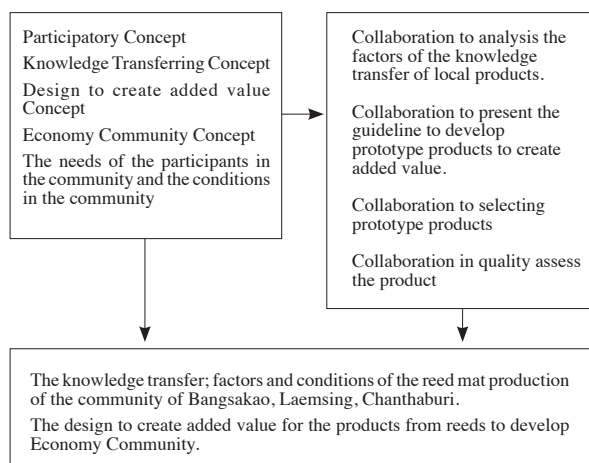 Participatory Concept
Knowledge Transferring Concept
Design to create added value
Concept
Economy Community Concept
The needs of the participants in
the community and the conditions
in the community
Collaboration to analysis the
factors of the knowledge
transfer of local products.
Collaboration to present the
guideline to develop
prototype products to create
added value.
Collaboration to selecting
prototype products
Collaboration in quality assess
the product
The knowledge transfer; factors and conditions of the reed mat production
of the community of Bangsakao, Laemsing, Chanthaburi.
The design to create added value for the products from reeds to develop
Economy Community.